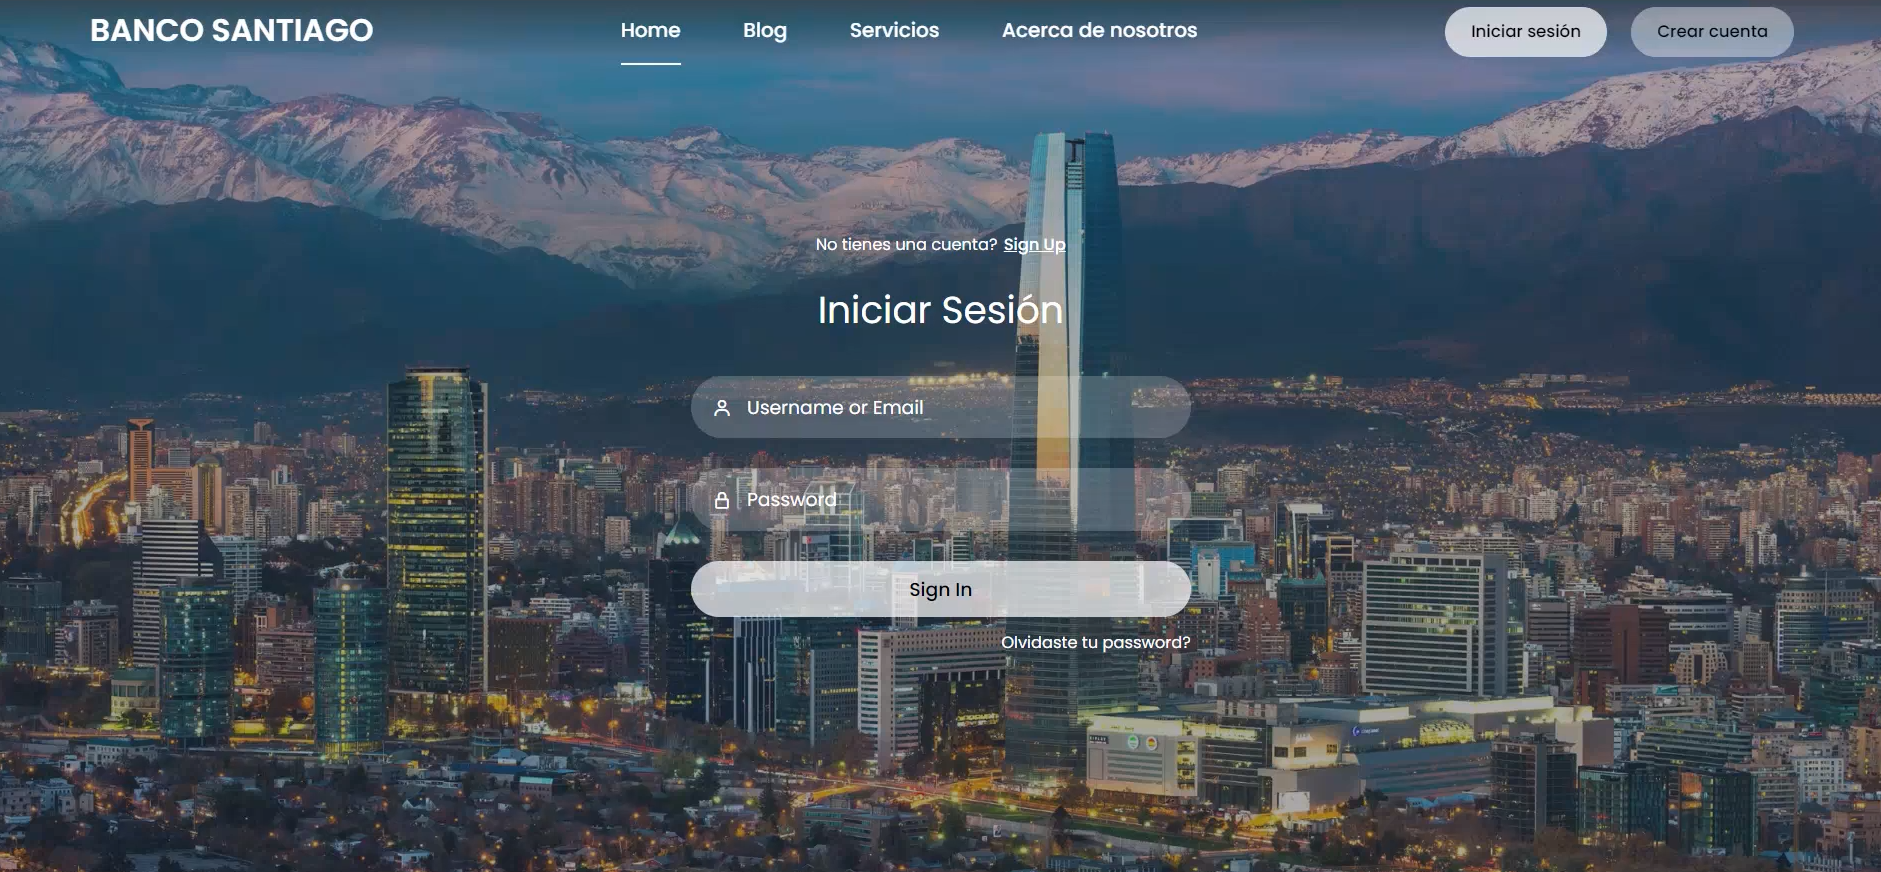 BANCO SANTIAGO
Home
Blog
Servicios
Acerca de nosotros
Iniciar sesión
Crear cuenta
No tienes una cuenta? Sign Up
Iniciar Sesión
Username or Email
Password
Sign In
Olvidaste tu password?